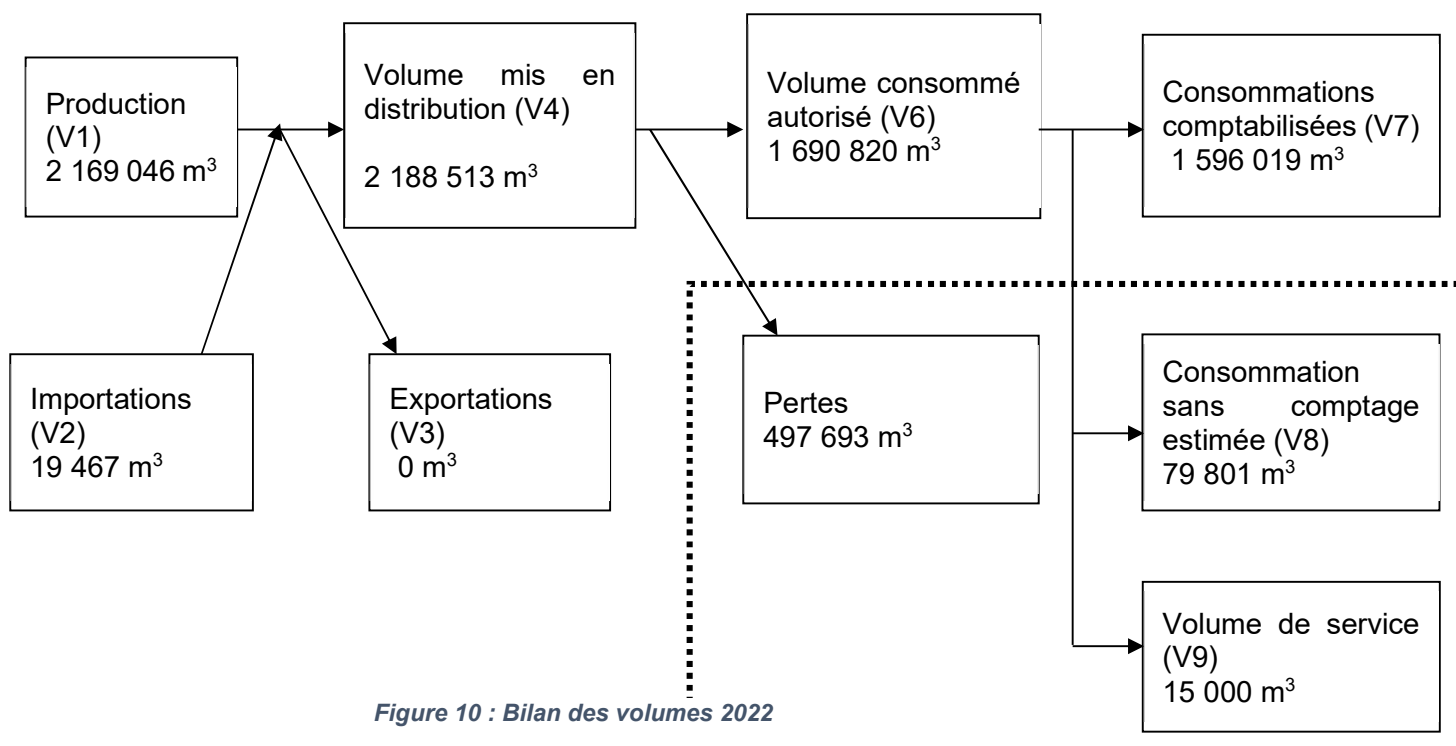 Production
(V1)
2 169 046 m³
Volume mis en
distribution (V4)
2 188 513 m³
Volume consommé
autorisé (V6)
1 690 820 m³
Consommations
comptabilisées (V7)
1 596 019 m³
Importations
(V2)
19 467 m³
Exportations
(V3)
0 m³
Pertes
497 693 m³
Consommation
sans comptage
estimée (V8)
79 801 m³
Volume de service
(V9)
15 000 m³
Figure 10 : Bilan des volumes 2022